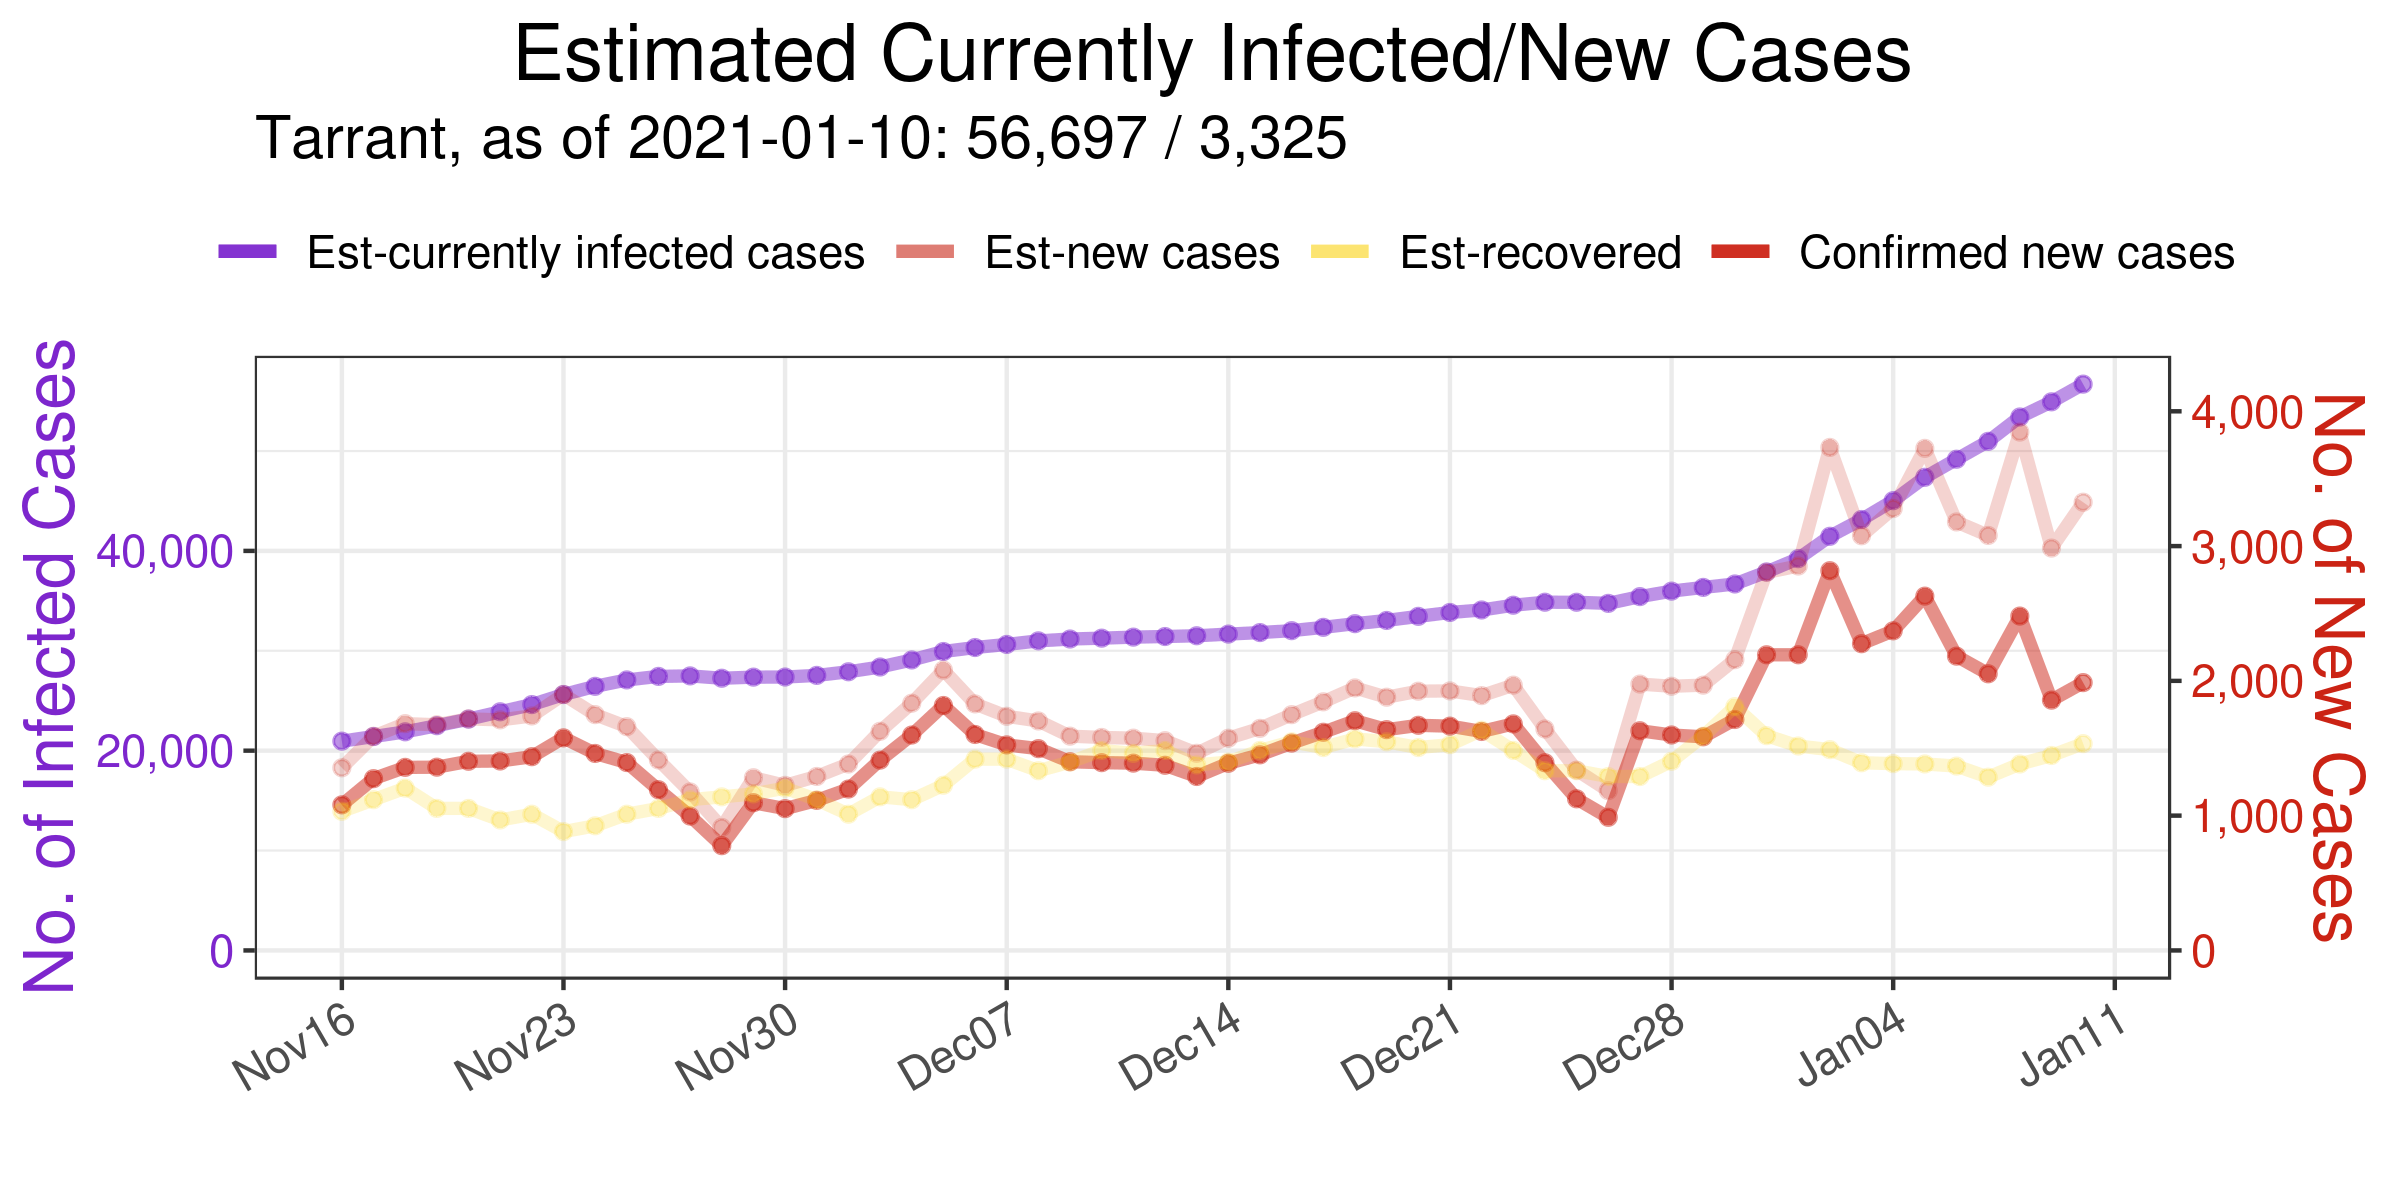 Estimated Currently Infected/New Cases
Tarrant, as of 2021-01-10: 56,697 / 3,325
Est-currently infected cases Est-new cases Est-recovered Confirmed new cases
No. of Infected Cases
40,000
20,000
0
4,000
3,000
2,000
1,000
0
No. of New Cases
Nov16 Nov23 Nov30 Dec07 Dec14 Dec21 Dec28 Jan04 Jan11